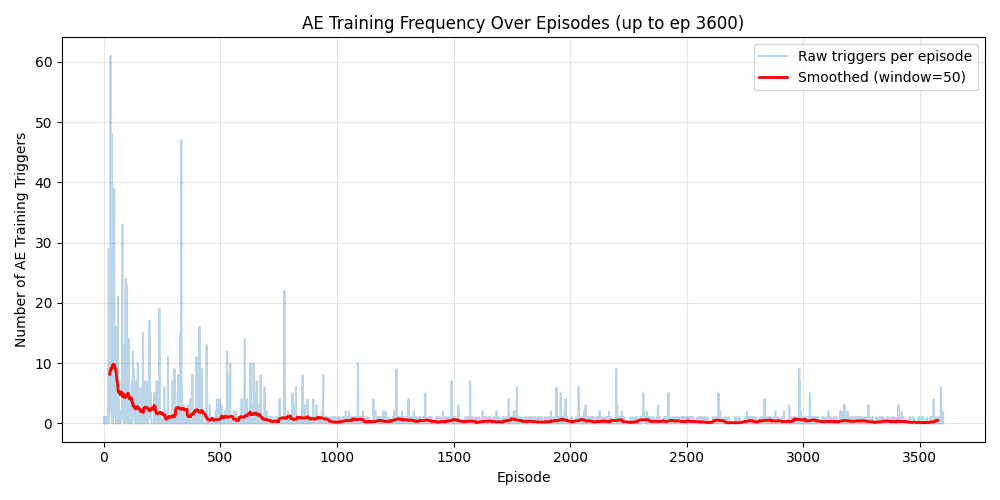 AE Training Frequency Over Episodes (up to ep 3600)
Raw triggers per episode
Smoothed (window=50)
Number of AE Training Triggers
60
50
40
30
20
10
0
0 500 1000 1500 2000 2500 3000 3500
Episode